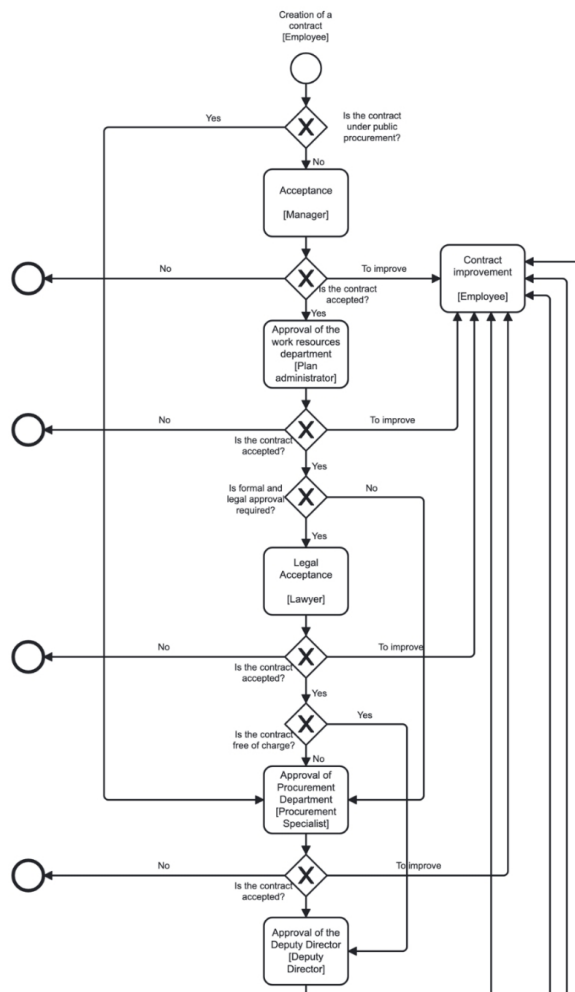 Creation of a
contract
[Employee]
Yes
Is the contract
under public
procurement?
No
Acceptance
[Manager]
No
To improve
Is the contract
accepted?
Yes
Contract
improvement
[Employee]
Approval of the
work resources
department
[Plan
administrator]
No
To improve
Is the contract
accepted?
Yes
Is formal and
legal approval
required?
No
Yes
Legal
Acceptance
[Lawyer]
No
To improve
Is the contract
accepted?
Yes
Is the contract
free of charge?
Yes
No
Approval of
Procurement
Department
[Procurement
Specialist]
No
To improve
Is the contract
accepted?
Approval of the
Deputy Director
[Deputy
Director]